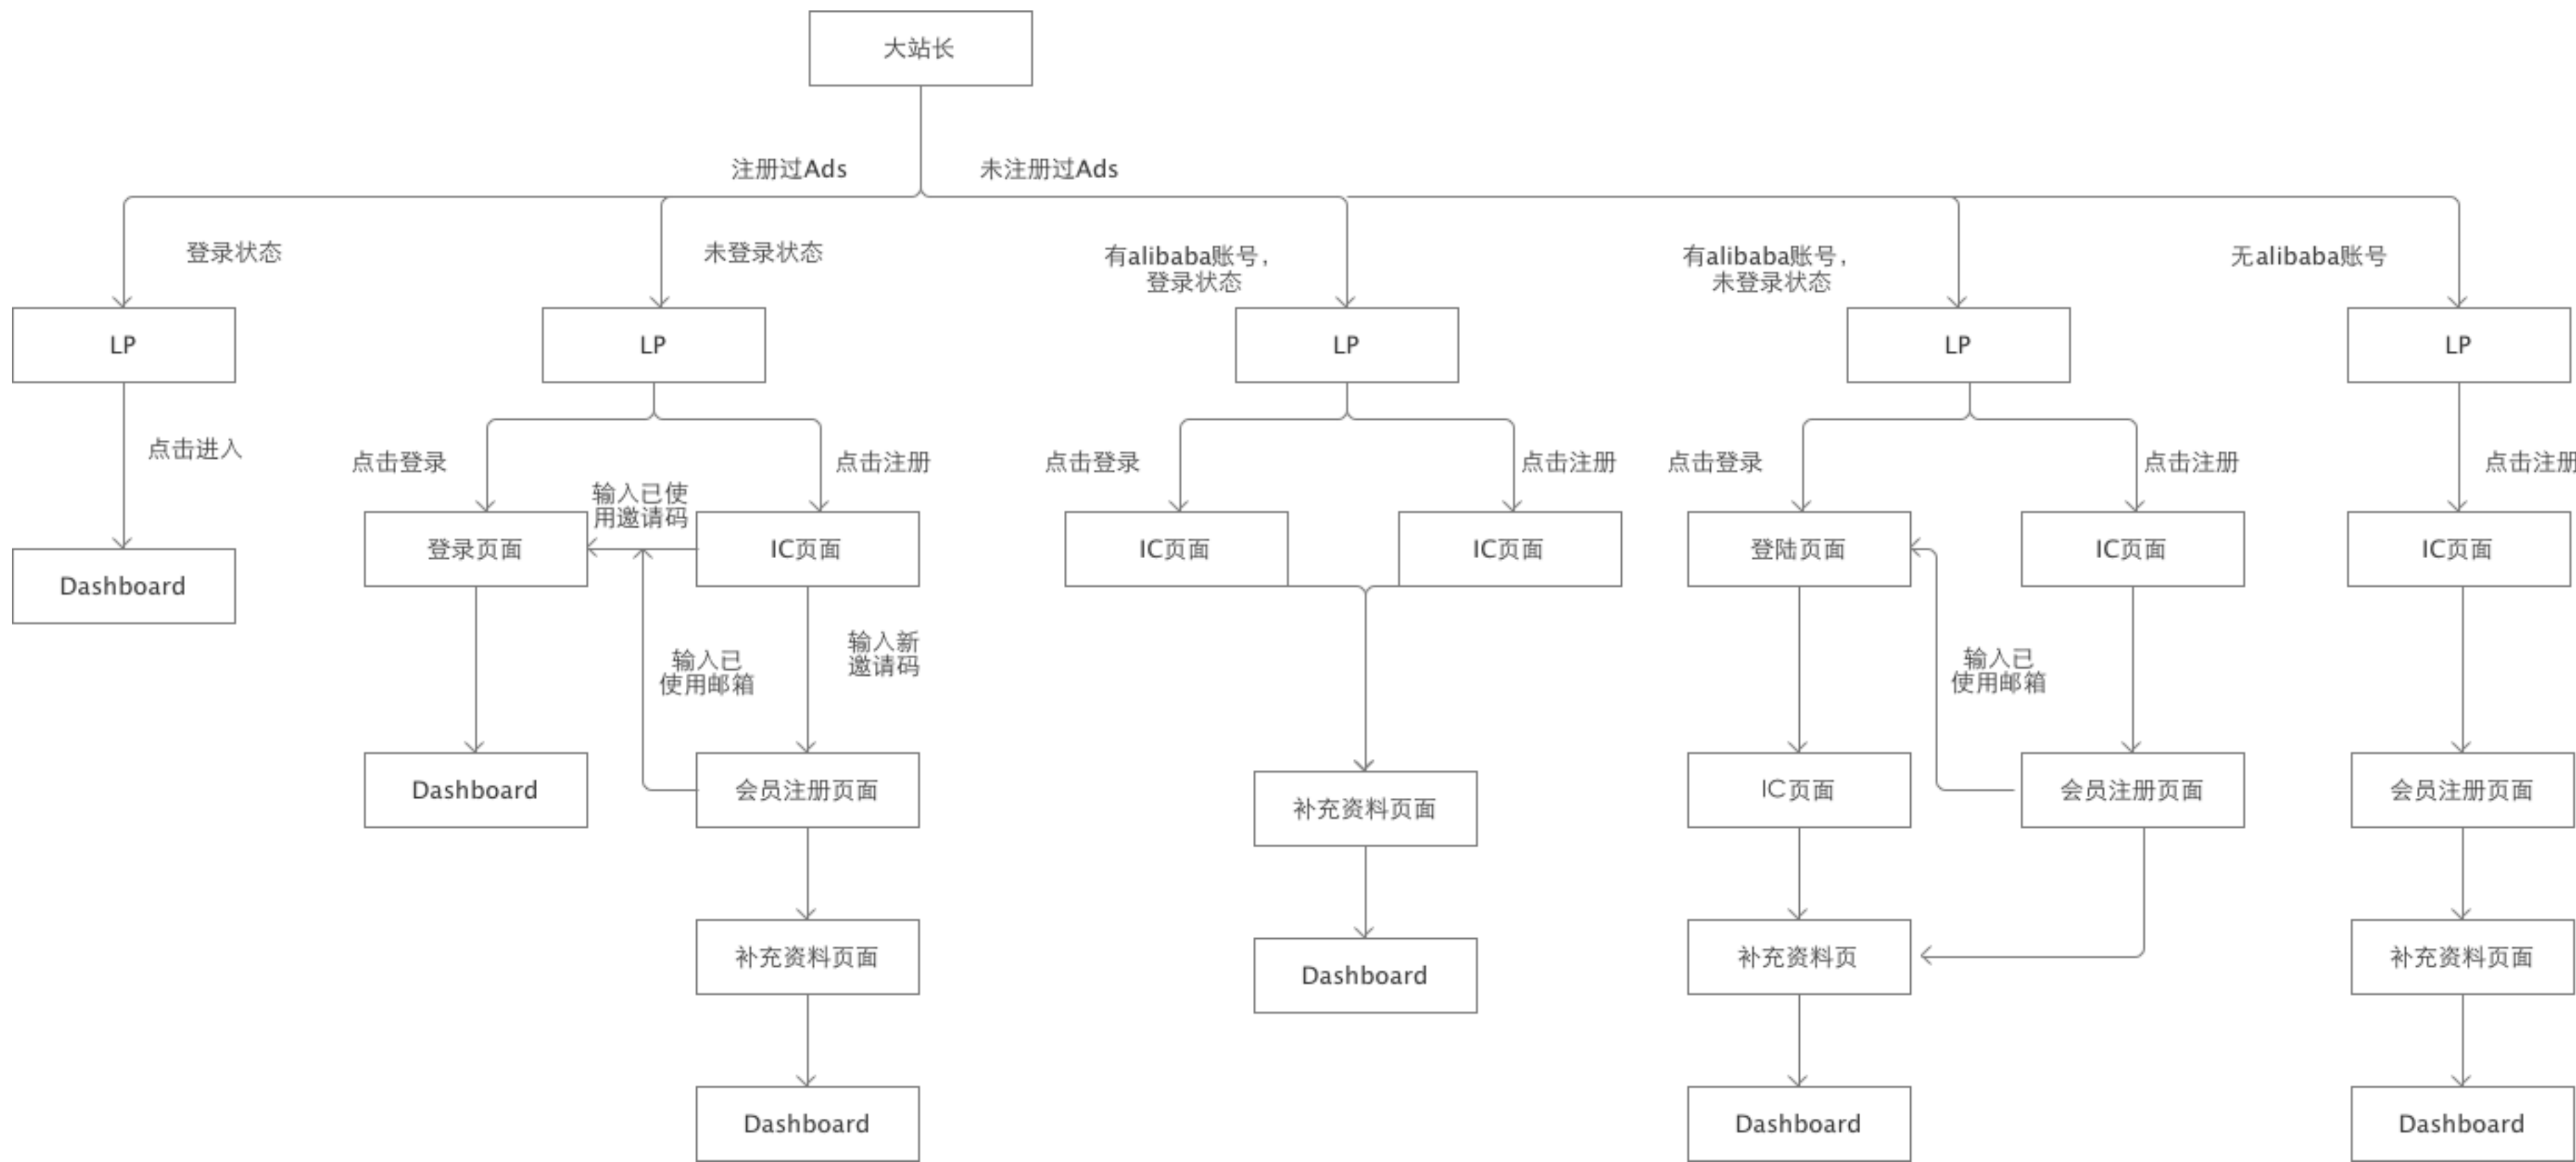 大站长
注册过Ads
未注册过Ads
登录状态
未登录状态
有alibaba账号，
登录状态
有alibaba账号，
未登录状态
无alibaba账号
LP
LP
LP
LP
LP
点击进入
点击登录
点击注册
点击登录
点击注册
点击登录
点击注册
点击注册
输入已使
用邀请码
登录页面
IC页面
IC页面
IC页面
登陆页面
IC页面
IC页面
Dashboard
输入新
邀请码
输入已
使用邮箱
输入已
使用邮箱
Dashboard
会员注册页面
补充资料页面
IC页面
会员注册页面
会员注册页面
补充资料页面
Dashboard
补充资料页
补充资料页面
Dashboard
Dashboard
Dashboard